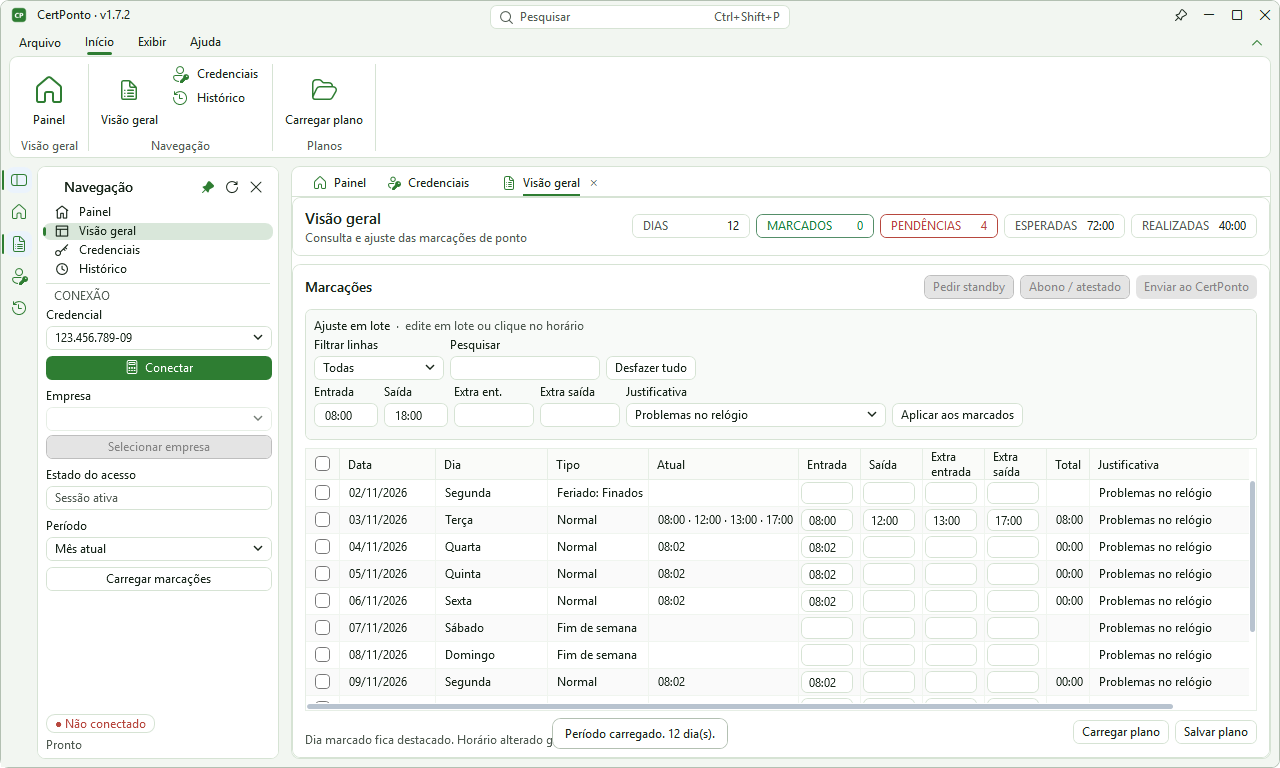 CP CertPonto · v1.7.2
Pesquisar Ctrl+Shift+P
Arquivo Início Exibir Ajuda
Painel
Visão geral
Visão geral
Credenciais
Histórico
Navegação
Carregar plano
Planos
Navegação
Painel
Visão geral
Credenciais
Histórico
CONEXÃO
Credencial
123.456.789-09
Conectar
Empresa
Selecionar empresa
Estado do acesso
Sessão ativa
Período
Mês atual
Carregar marcações
Não conectado
Pronto
Painel Credenciais Visão geral
Visão geral
Consulta e ajuste das marcações de ponto
DIAS 12 MARCADOS 0 PENDÊNCIAS 4 ESPERADAS 72:00 REALIZADAS 40:00
Marcações
Pedir standby Abono / atestado Enviar ao CertPonto
Ajuste em lote · edite em lote ou clique no horário
Filtrar linhas Pesquisar
Todas Desfazer tudo
Entrada Saída Extra ent. Extra saída Justificativa
08:00 18:00 Problemas no relógio Aplicar aos marcados
Data Dia Tipo Atual Entrada Saída Extra entrada Extra saída Total Justificativa
02/11/2026 Segunda Feriado: Finados Problemas no relógio
03/11/2026 Terça Normal 08:00 · 12:00 · 13:00 · 17:00 08:00 12:00 13:00 17:00 08:00 Problemas no relógio
04/11/2026 Quarta Normal 08:02 08:02 00:00 Problemas no relógio
05/11/2026 Quinta Normal 08:02 08:02 00:00 Problemas no relógio
06/11/2026 Sexta Normal 08:02 08:02 00:00 Problemas no relógio
07/11/2026 Sábado Fim de semana Problemas no relógio
08/11/2026 Domingo Fim de semana Problemas no relógio
09/11/2026 Segunda Normal 08:02 08:02 00:00 Problemas no relógio
Dia marcado fica destacado. Horário alterado
Período carregado. 12 dia(s).
Carregar plano Salvar plano